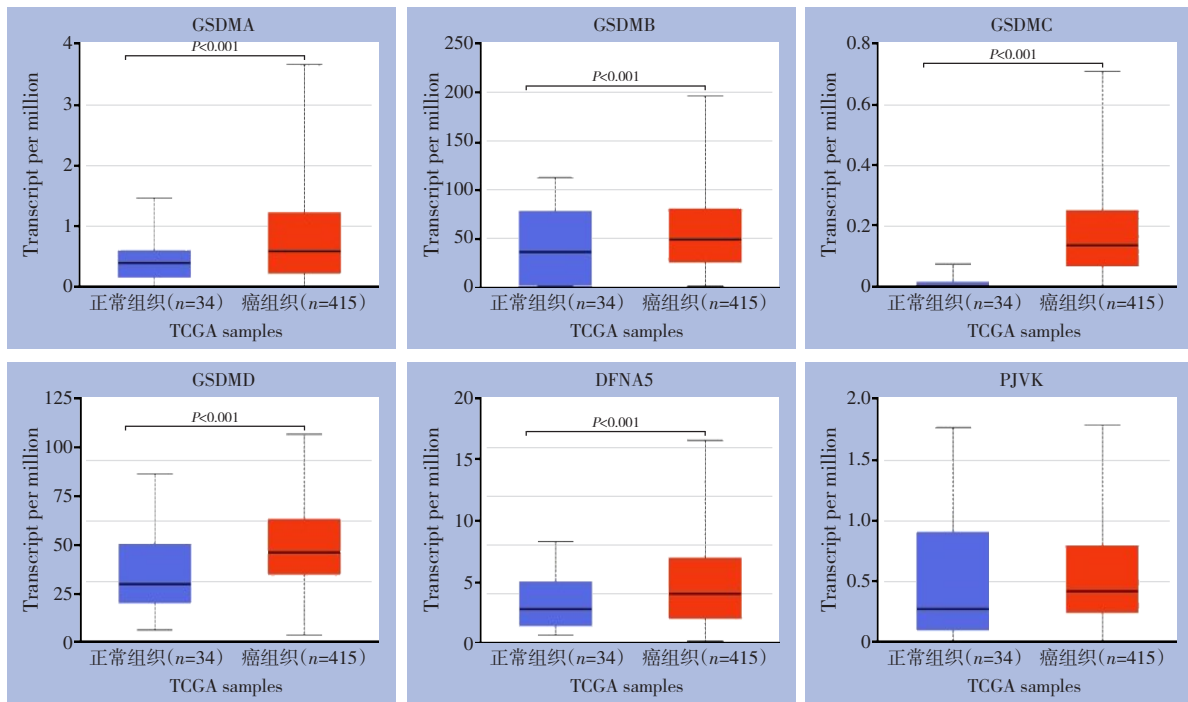 GSDMA
P<0.001
Transcript per million
4
3
2
1
0
正常组织(n=34) 癌组织(n=415)
TCGA samples
GSDMB
P<0.001
Transcript per million
250
200
150
100
50
0
正常组织(n=34) 癌组织(n=415)
TCGA samples
GSDMC
P<0.001
Transcript per million
0.8
0.6
0.4
0.2
0
正常组织(n=34) 癌组织(n=415)
TCGA samples
GSDMD
P<0.001
Transcript per million
125
100
75
50
25
0
正常组织(n=34) 癌组织(n=415)
TCGA samples
DFNA5
P<0.001
Transcript per million
20
15
10
5
0
正常组织(n=34) 癌组织(n=415)
TCGA samples
PJVK
Transcript per million
2.0
1.5
1.0
0.5
0
正常组织(n=34) 癌组织(n=415)
TCGA samples